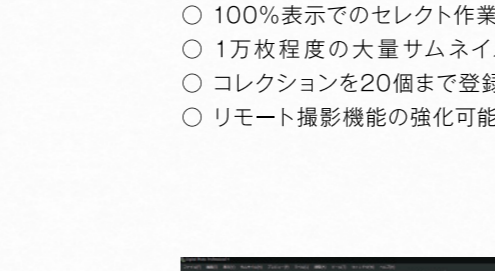 ○ 100%表示でのセレクト作業
○ 1万枚程度の大量サムネイ
○ コレクションを20個まで登録
○ リモート撮影機能の強化可能